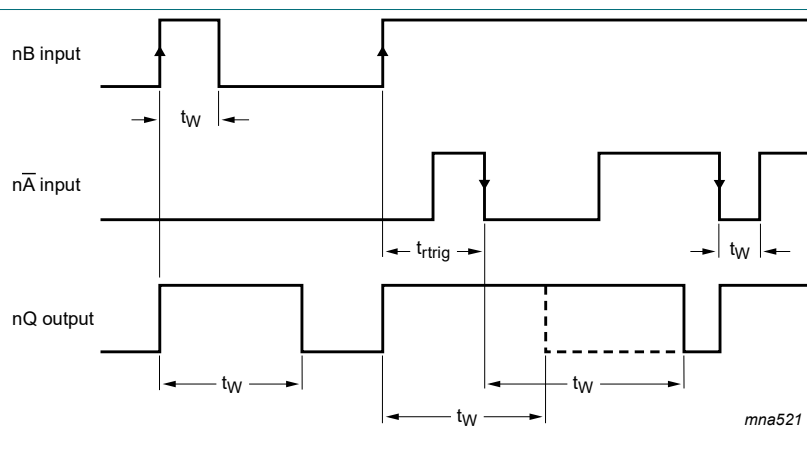 nB input
tW
nA̅ input
trtrig
tW
nQ output
tW
tW
tW
mna521